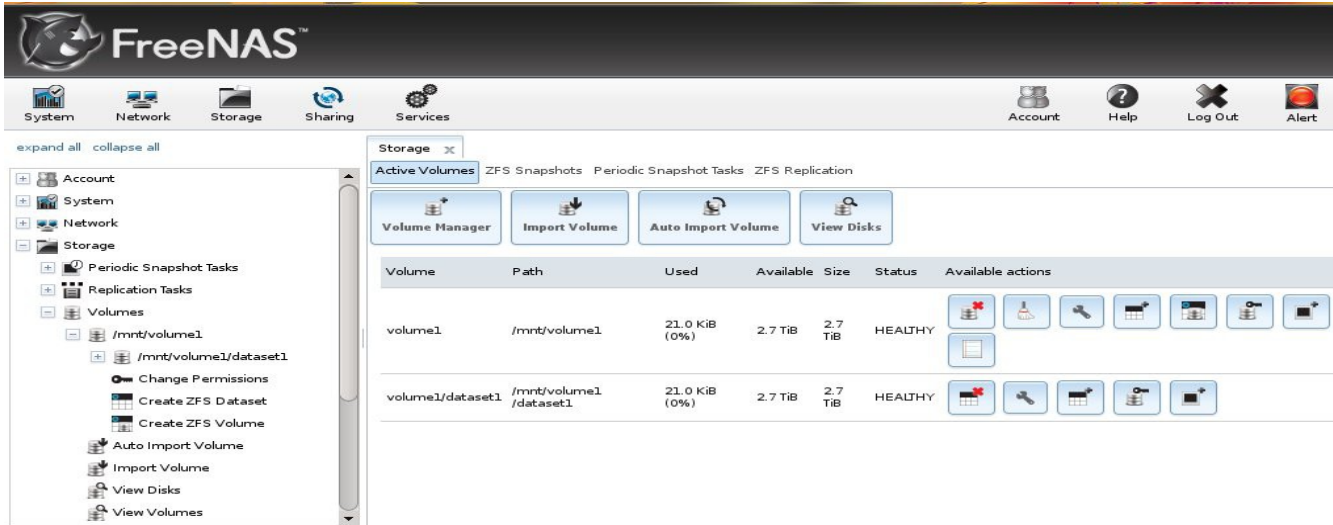 FreeNAS™
System Network Storage Sharing Services Account Help Log Out Alert
expand all collapse all
Account
System
Network
Storage
Periodic Snapshot Tasks
Replication Tasks
Volumes
/mnt/volume1
/mnt/volume1/dataset1
Change Permissions
Create ZFS Dataset
Create ZFS Volume
Auto Import Volume
Import Volume
View Disks
View Volumes
Storage x
Active Volumes ZFS Snapshots Periodic Snapshot Tasks ZFS Replication
Volume Manager Import Volume Auto Import Volume View Disks
Volume Path Used Available Size Status Available actions
volume1 /mnt/volume1 21.0 KiB (0%) 2.7 TiB 2.7 TiB HEALTHY
volume1/dataset1 /mnt/volume1/dataset1 21.0 KiB (0%) 2.7 TiB 2.7 TiB HEALTHY